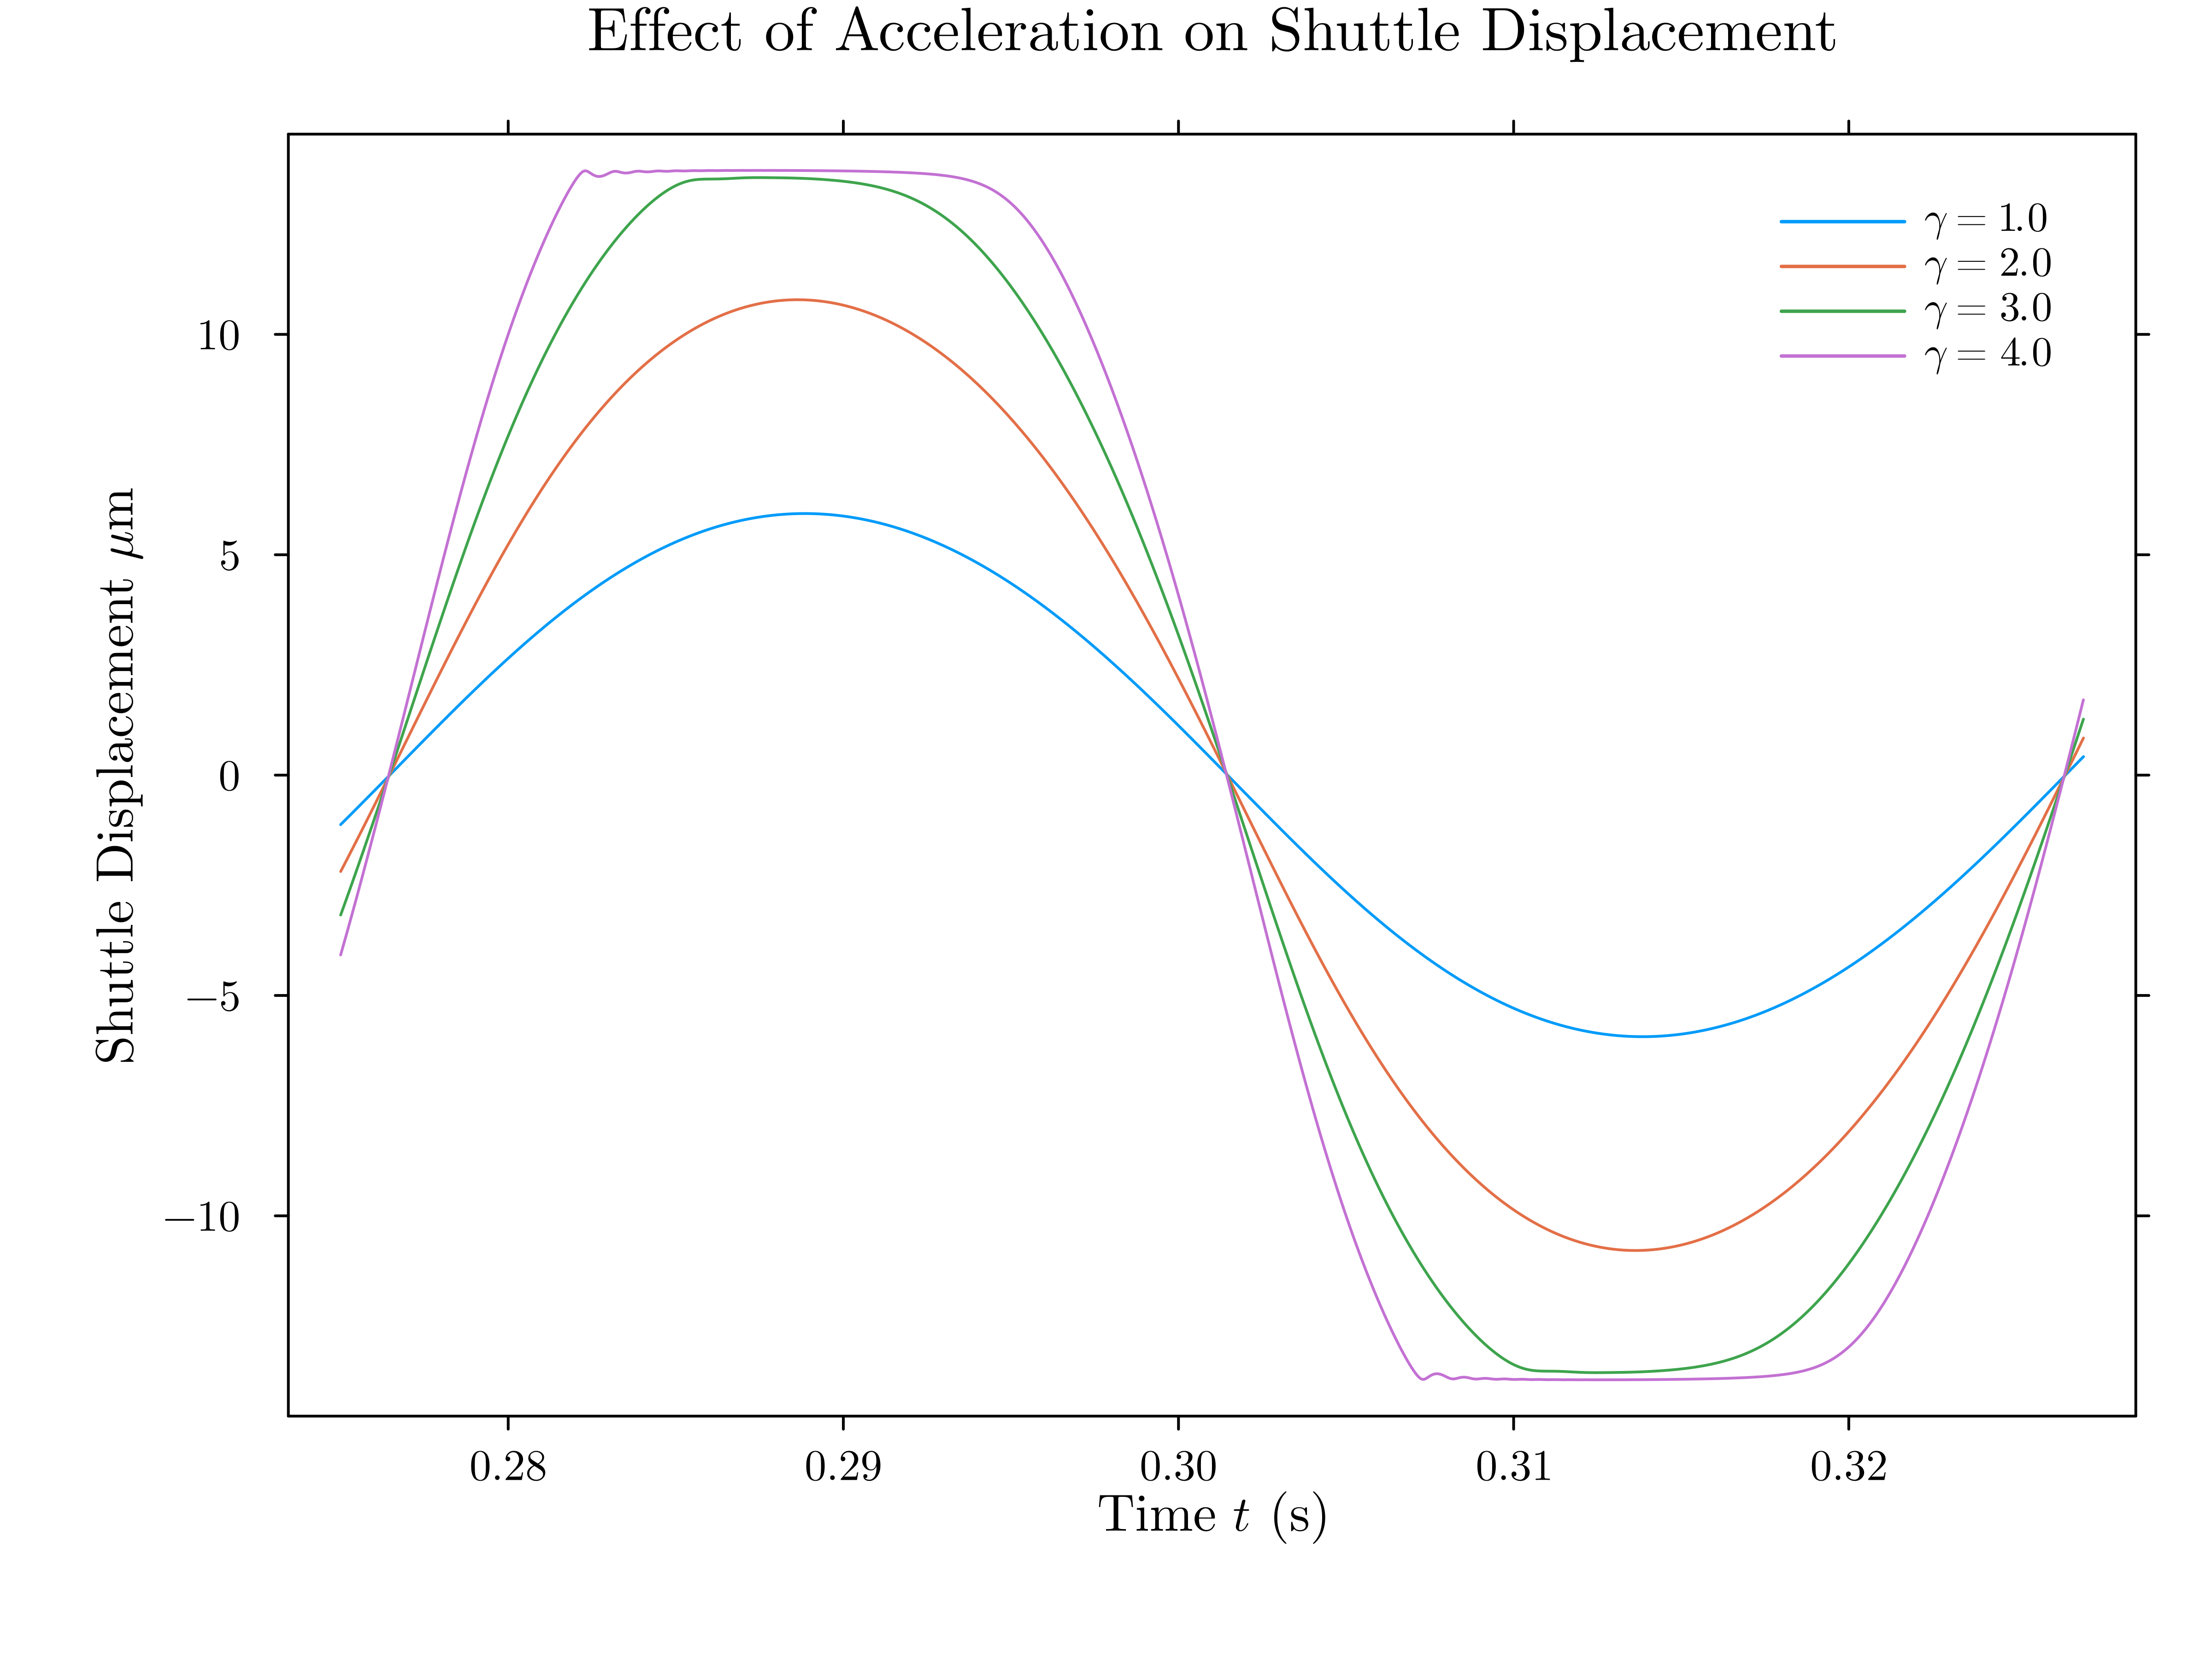 Effect of Acceleration on Shuttle Displacement
γ = 1.0
γ = 2.0
γ = 3.0
γ = 4.0
Shuttle Displacement μm
10
5
0
−5
−10
0.28 0.29 0.30 0.31 0.32
Time t (s)